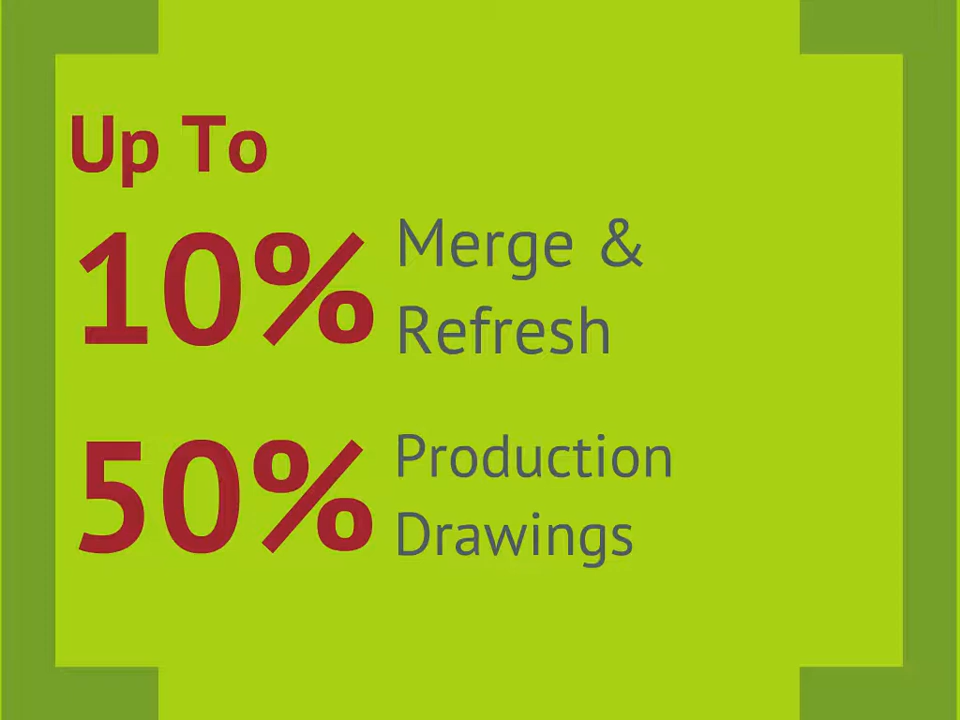 Up To
10% Merge &
Refresh
50% Production
Drawings